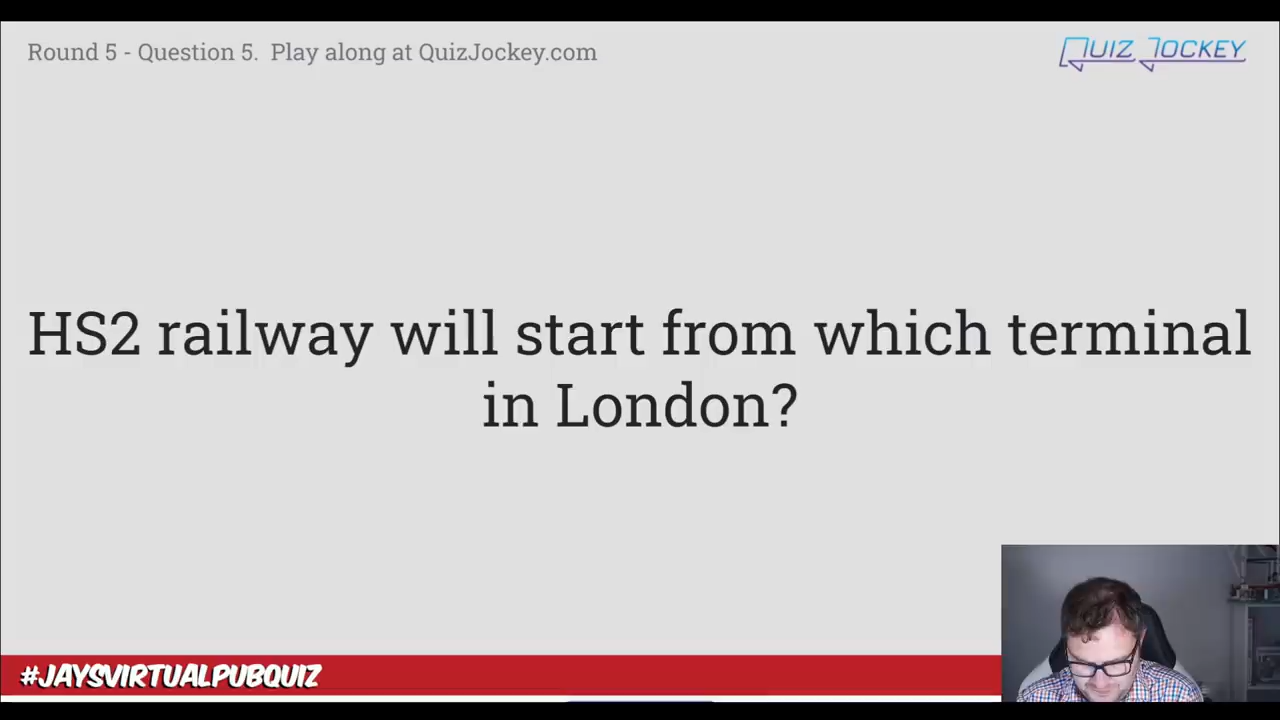 Round 5 - Question 5.  Play along at QuizJockey.com
QUIZ JOCKEY
HS2 railway will start from which terminal
in London?
#JAYSVIRTUALPUBQUIZ